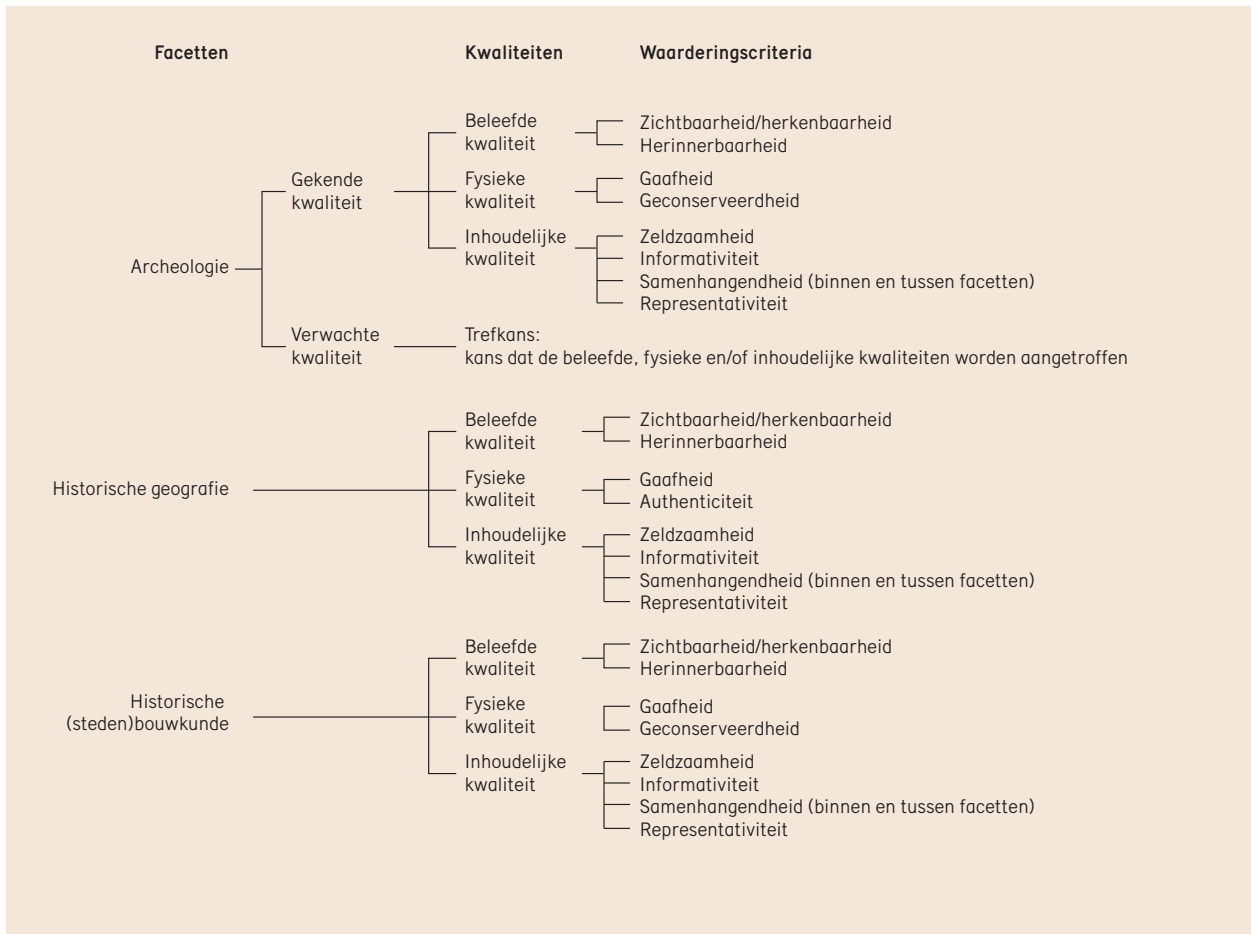 Facetten
Kwaliteiten
Waarderingscriteria
Archeologie
Gekende
kwaliteit
Beleefde
kwaliteit
Zichtbaarheid/herkenbaarheid
Herinnerbaarheid
Fysieke
kwaliteit
Gaafheid
Geconserveerdheid
Inhoudelijke
kwaliteit
Zeldzaamheid
Informativiteit
Samenhangendheid (binnen en tussen facetten)
Representativiteit
Verwachte
kwaliteit
Trefkans:
kans dat de beleefde, fysieke en/of inhoudelijke kwaliteiten worden aangetroffen
Historische geografie
Beleefde
kwaliteit
Zichtbaarheid/herkenbaarheid
Herinnerbaarheid
Fysieke
kwaliteit
Gaafheid
Authenticiteit
Inhoudelijke
kwaliteit
Zeldzaamheid
Informativiteit
Samenhangendheid (binnen en tussen facetten)
Representativiteit
Historische
(steden)bouwkunde
Beleefde
kwaliteit
Zichtbaarheid/herkenbaarheid
Herinnerbaarheid
Fysieke
kwaliteit
Gaafheid
Geconserveerdheid
Inhoudelijke
kwaliteit
Zeldzaamheid
Informativiteit
Samenhangendheid (binnen en tussen facetten)
Representativiteit